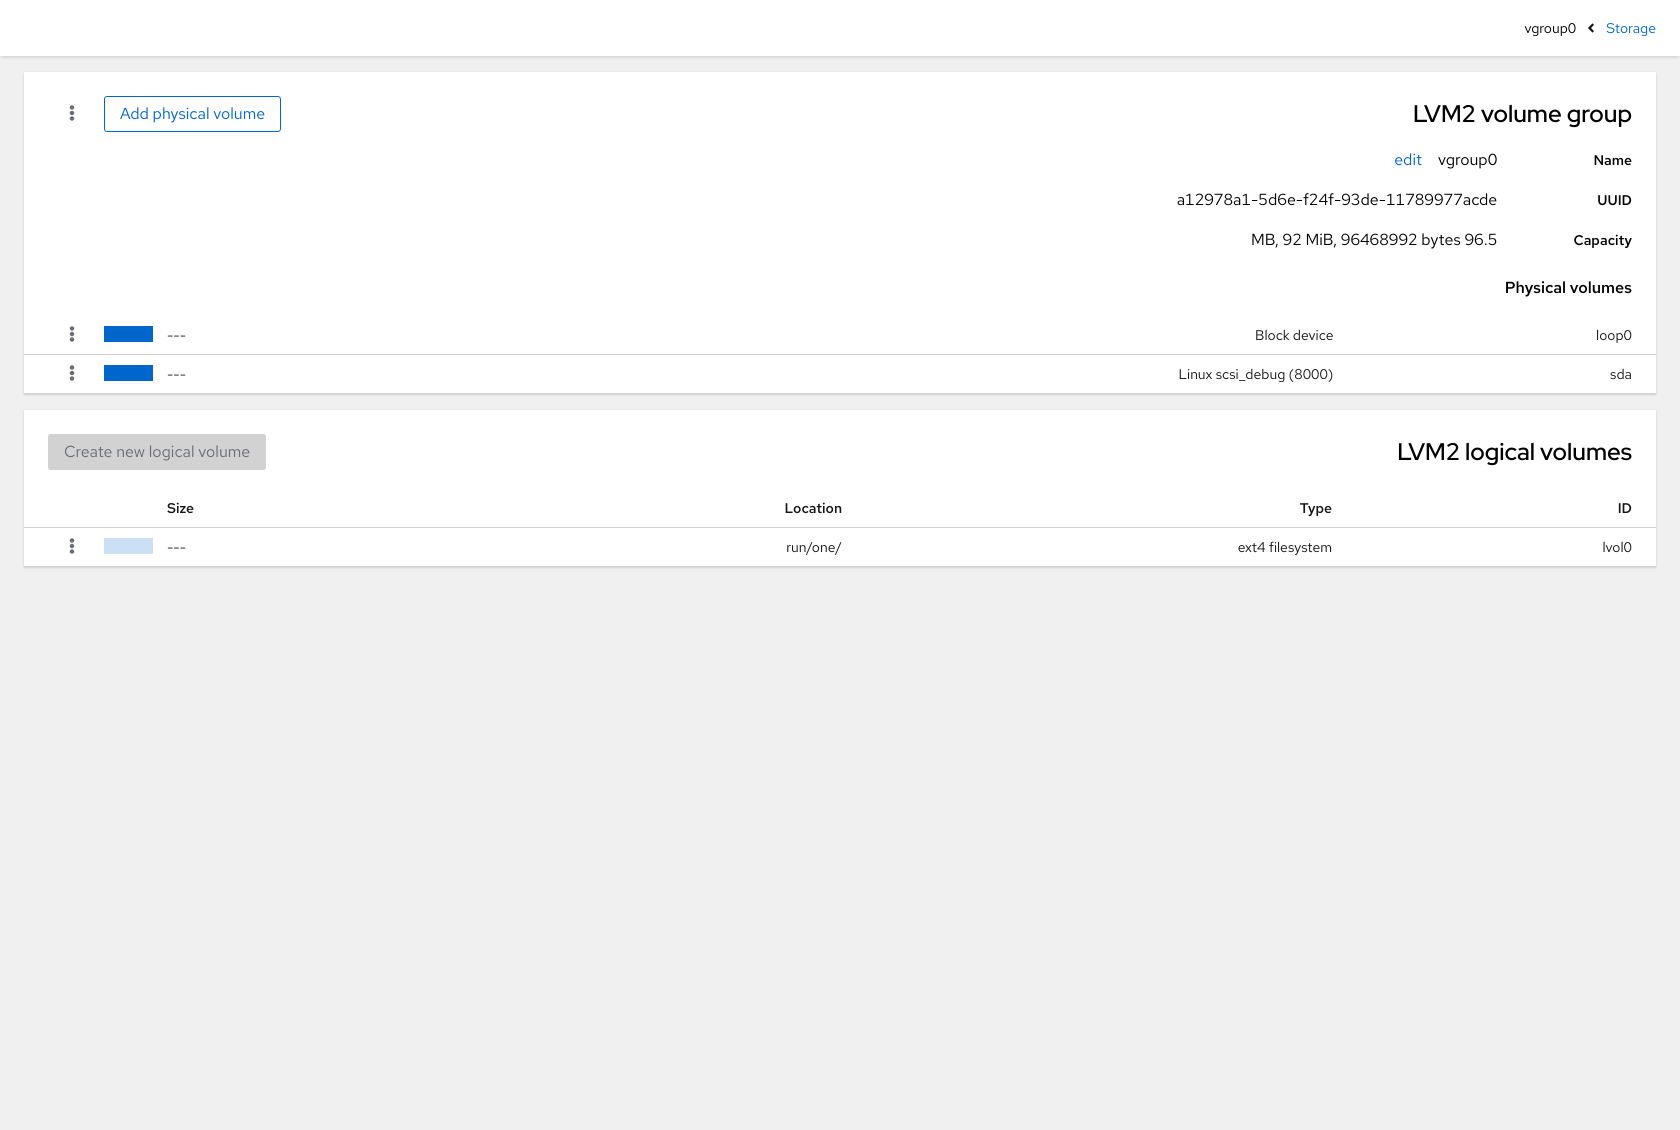 Storage
vgroup0
LVM2 volume group
Add physical volume
Name
vgroup0 edit
UUID
a12978a1-5d6e-f24f-93de-11789977acde
Capacity
MB, 92 MiB, 96468992 bytes 96.5
Physical volumes
loop0
Block device
---
sda
Linux scsi_debug (8000)
---
LVM2 logical volumes
Create new logical volume
ID
Type
Location
Size
lvol0
ext4 filesystem
run/one/
---